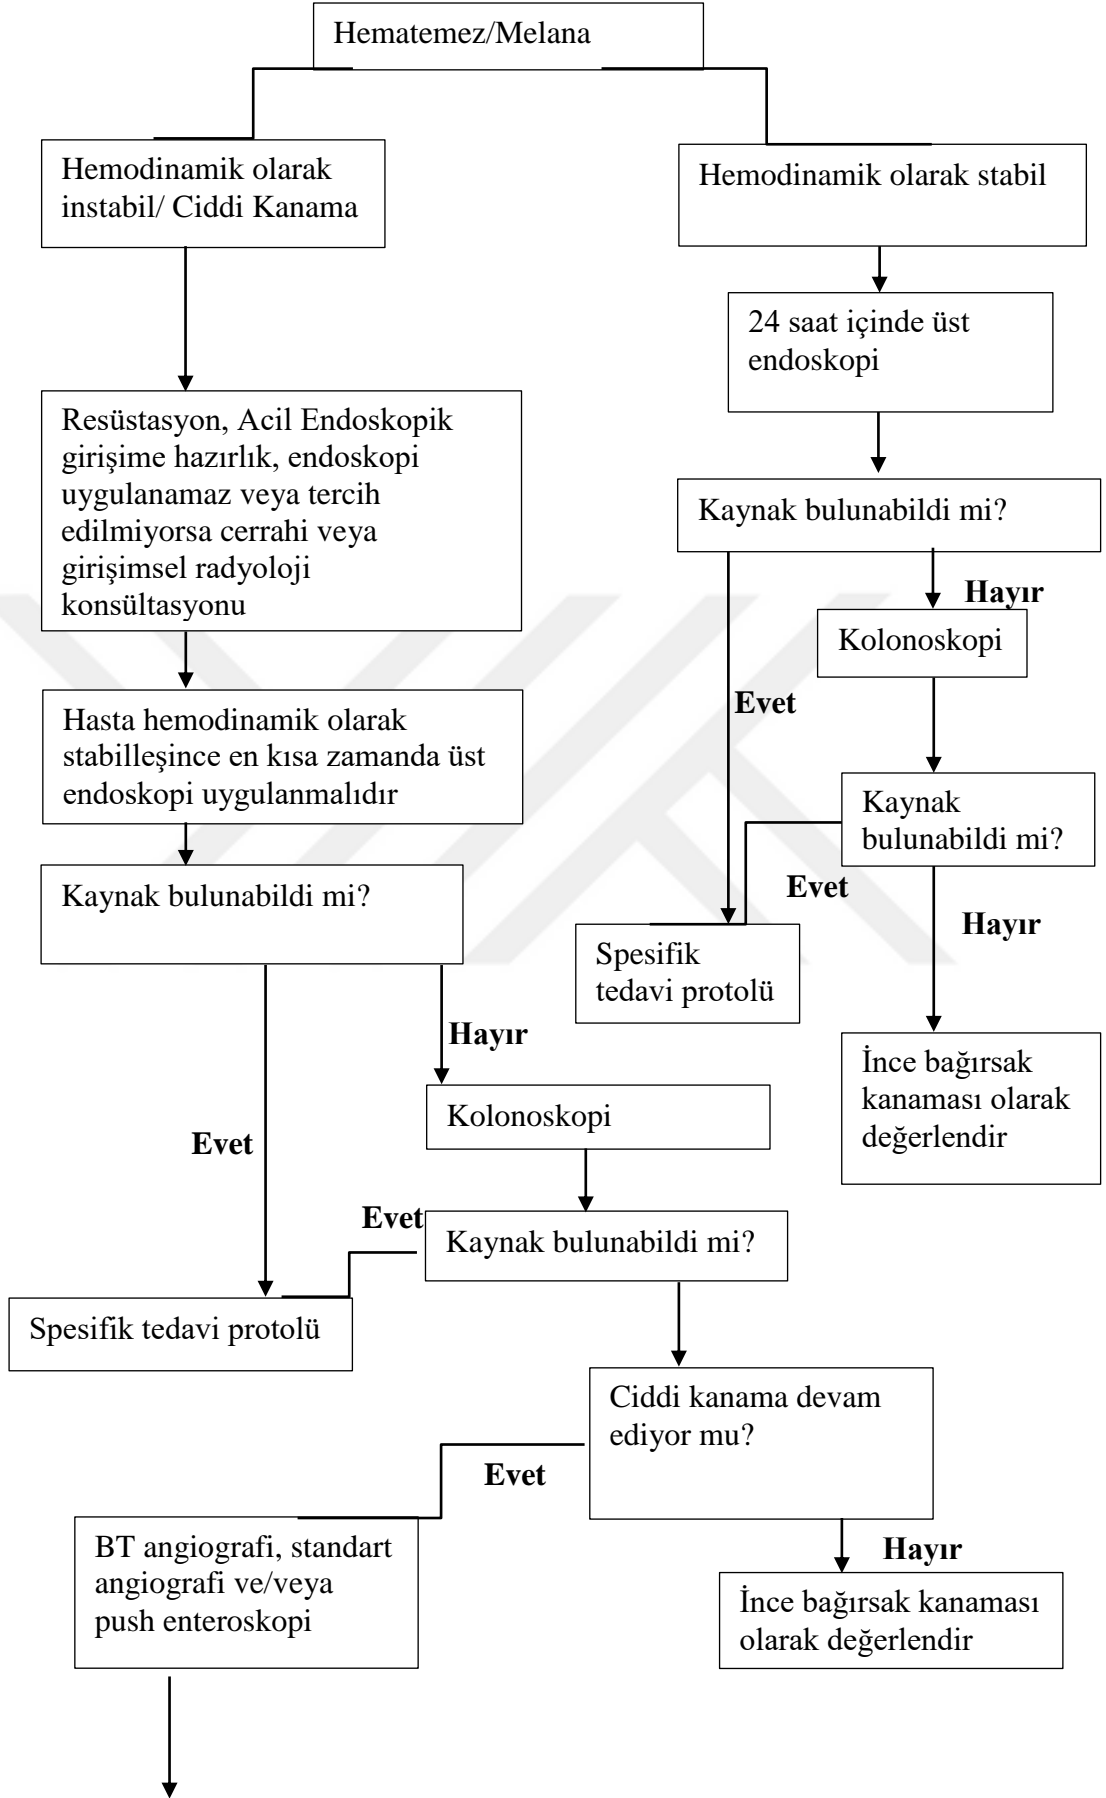 Hematemez/Melana
Hemodinamik olarak
instabil/ Ciddi Kanama
Hemodinamik olarak stabil
24 saat içinde üst
endoskopi
Resüstasyon, Acil Endoskopik
girişime hazırlık, endoskopi
uygulanamaz veya tercih
edilmiyorsa cerrahi veya
girişimsel radyoloji
konsültasyonu
Kaynak bulunabildi mi?
Hayır
Kolonoskopi
Evet
Hasta hemodinamik olarak
stabilleşince en kısa zamanda üst
endoskopi uygulanmalıdır
Kaynak
bulunabildi mi?
Evet
Hayır
Kaynak bulunabildi mi?
Spesifik
tedavi protolü
Hayır
İnce bağırsak
kanaması olarak
değerlendir
Kolonoskopi
Evet
Evet
Kaynak bulunabildi mi?
Spesifik tedavi protolü
Ciddi kanama devam
ediyor mu?
Evet
BT angiografi, standart
angiografi ve/veya
push enteroskopi
Hayır
İnce bağırsak kanaması
olarak değerlendir